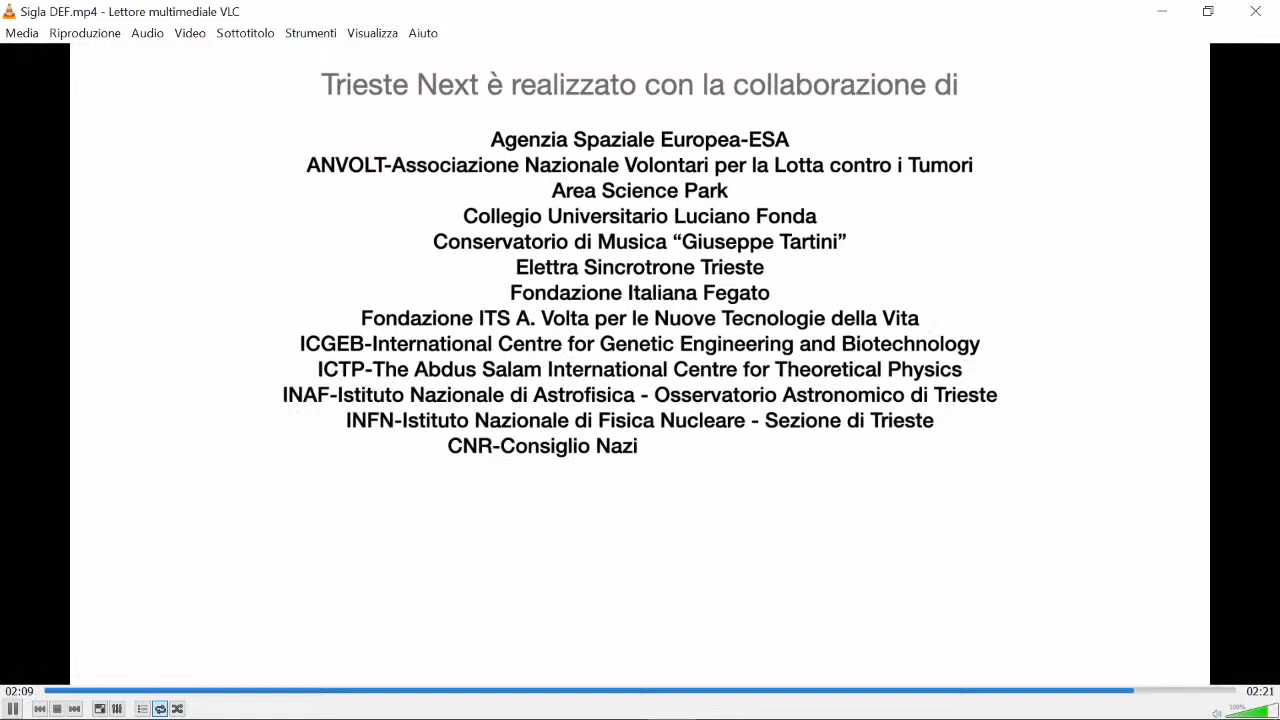 Sigla DEF.mp4 - Lettore multimediale VLC
Media Riproduzione Audio Video Sottotitolo Strumenti Visualizza Aiuto
Trieste Next è realizzato con la collaborazione di
Agenzia Spaziale Europea-ESA
ANVOLT-Associazione Nazionale Volontari per la Lotta contro i Tumori
Area Science Park
Collegio Universitario Luciano Fonda
Conservatorio di Musica “Giuseppe Tartini”
Elettra Sincrotrone Trieste
Fondazione Italiana Fegato
Fondazione ITS A. Volta per le Nuove Tecnologie della Vita
ICGEB-International Centre for Genetic Engineering and Biotechnology
ICTP-The Abdus Salam International Centre for Theoretical Physics
INAF-Istituto Nazionale di Astrofisica - Osservatorio Astronomico di Trieste
INFN-Istituto Nazionale di Fisica Nucleare - Sezione di Trieste
CNR-Consiglio Nazi
02:09 02:21
100%